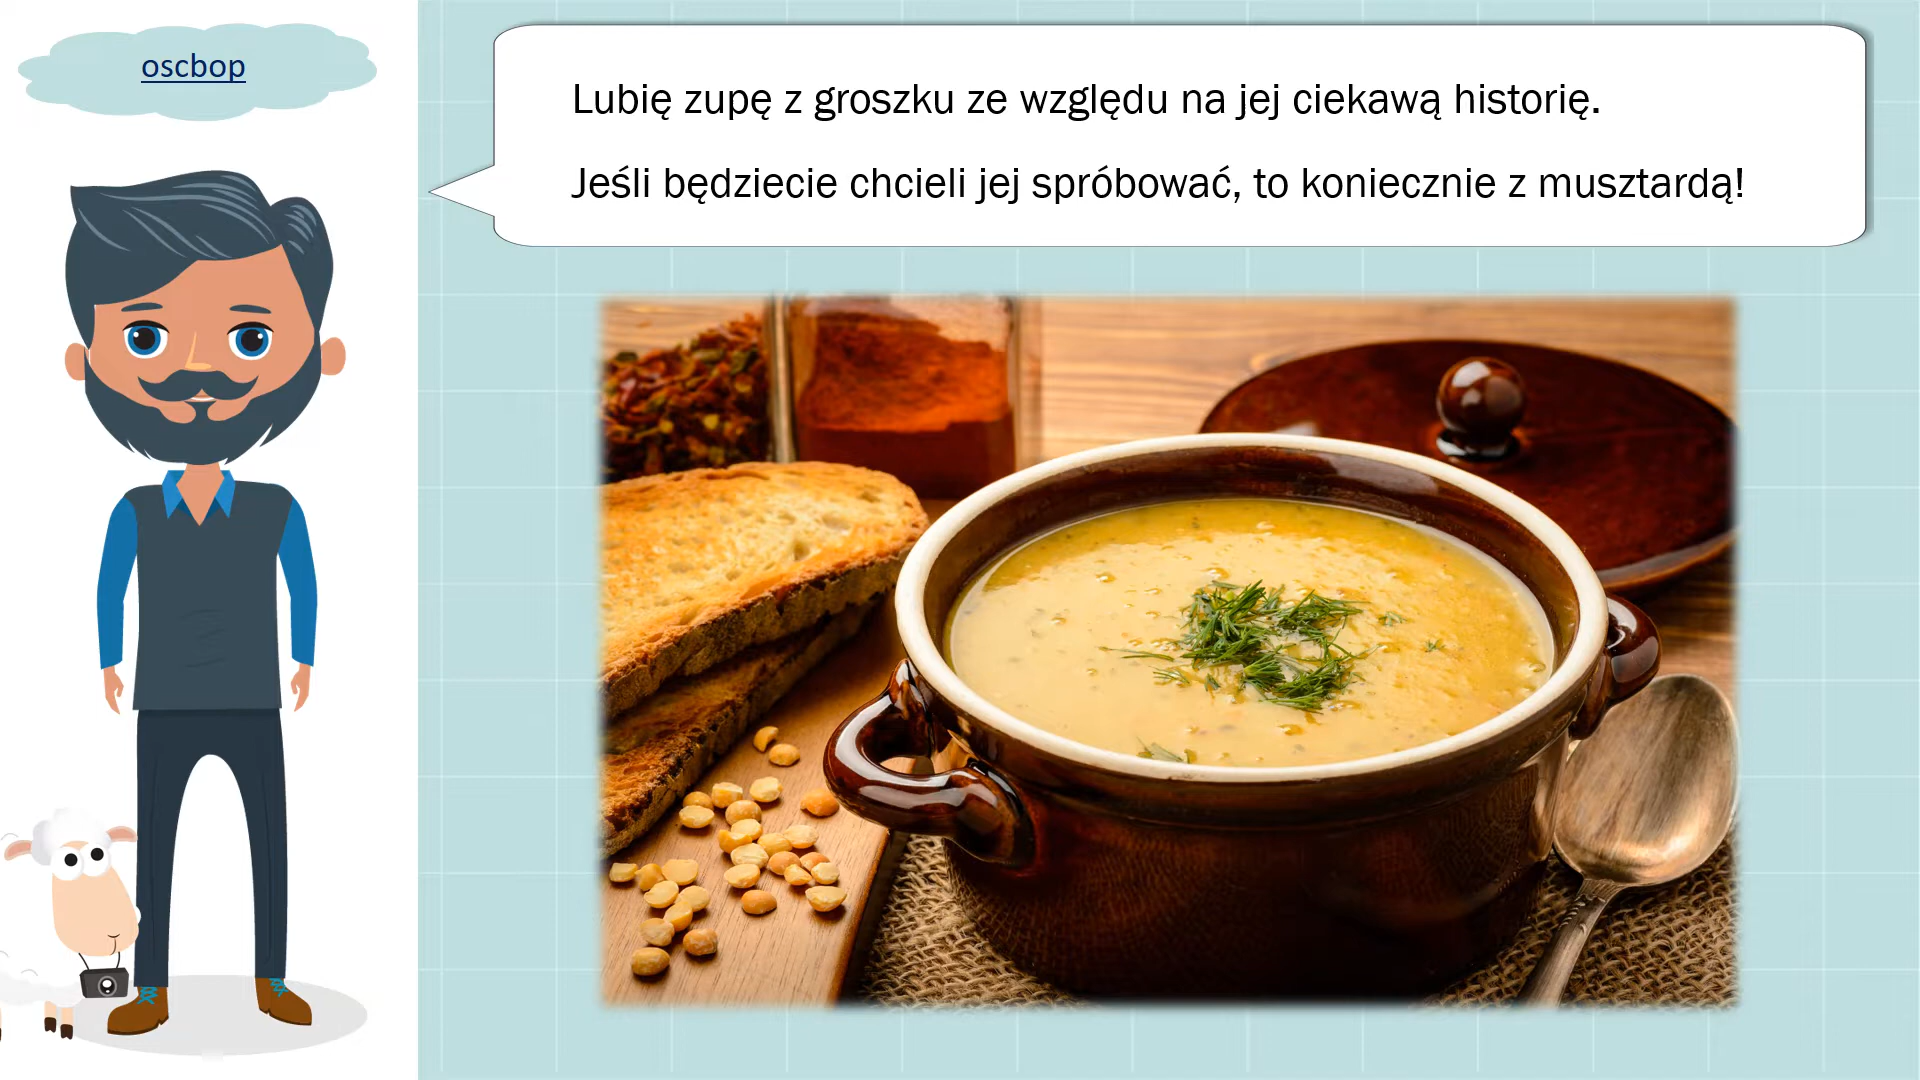 oscbop
Lubię zupę z groszku ze względu na jej ciekawą historię.
Jeśli będziecie chcieli jej spróbować, to koniecznie z musztardą!